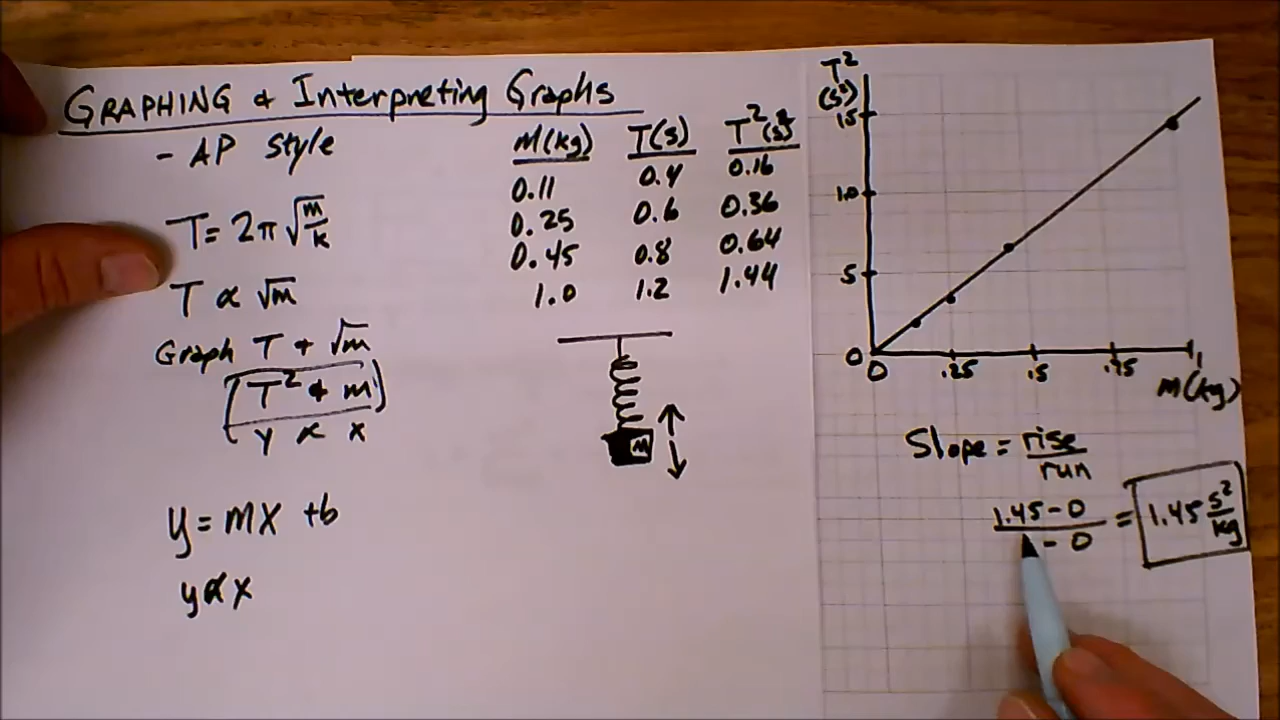 GRAPHING & Interpreting Graphs
- AP style
T = 2π√(m/k)
T ∝ √m
Graph T & √m
(T² & m)
y ∝ x
y = mx + b
y ∝ x
M(kg) T(s) T²(s²)
0.11 0.4 0.16
0.25 0.6 0.36
0.45 0.8 0.64
1.0 1.2 1.44
M
T²
(s²)
15
1.0
5
0
0 .25 .5 .75 1
M(kg)
Slope = rise/run
1.45 - 0 / - 0 = 1.45 s²/kg